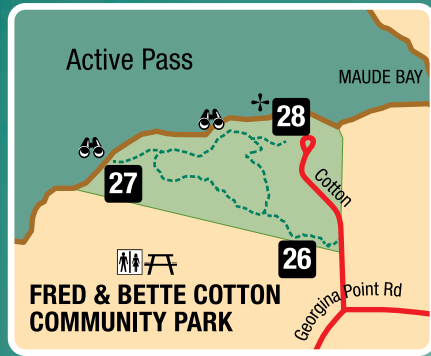 Active Pass
MAUDE BAY
28
27
Cotton
26
FRED & BETTE COTTON
COMMUNITY PARK
Georgina Point Rd